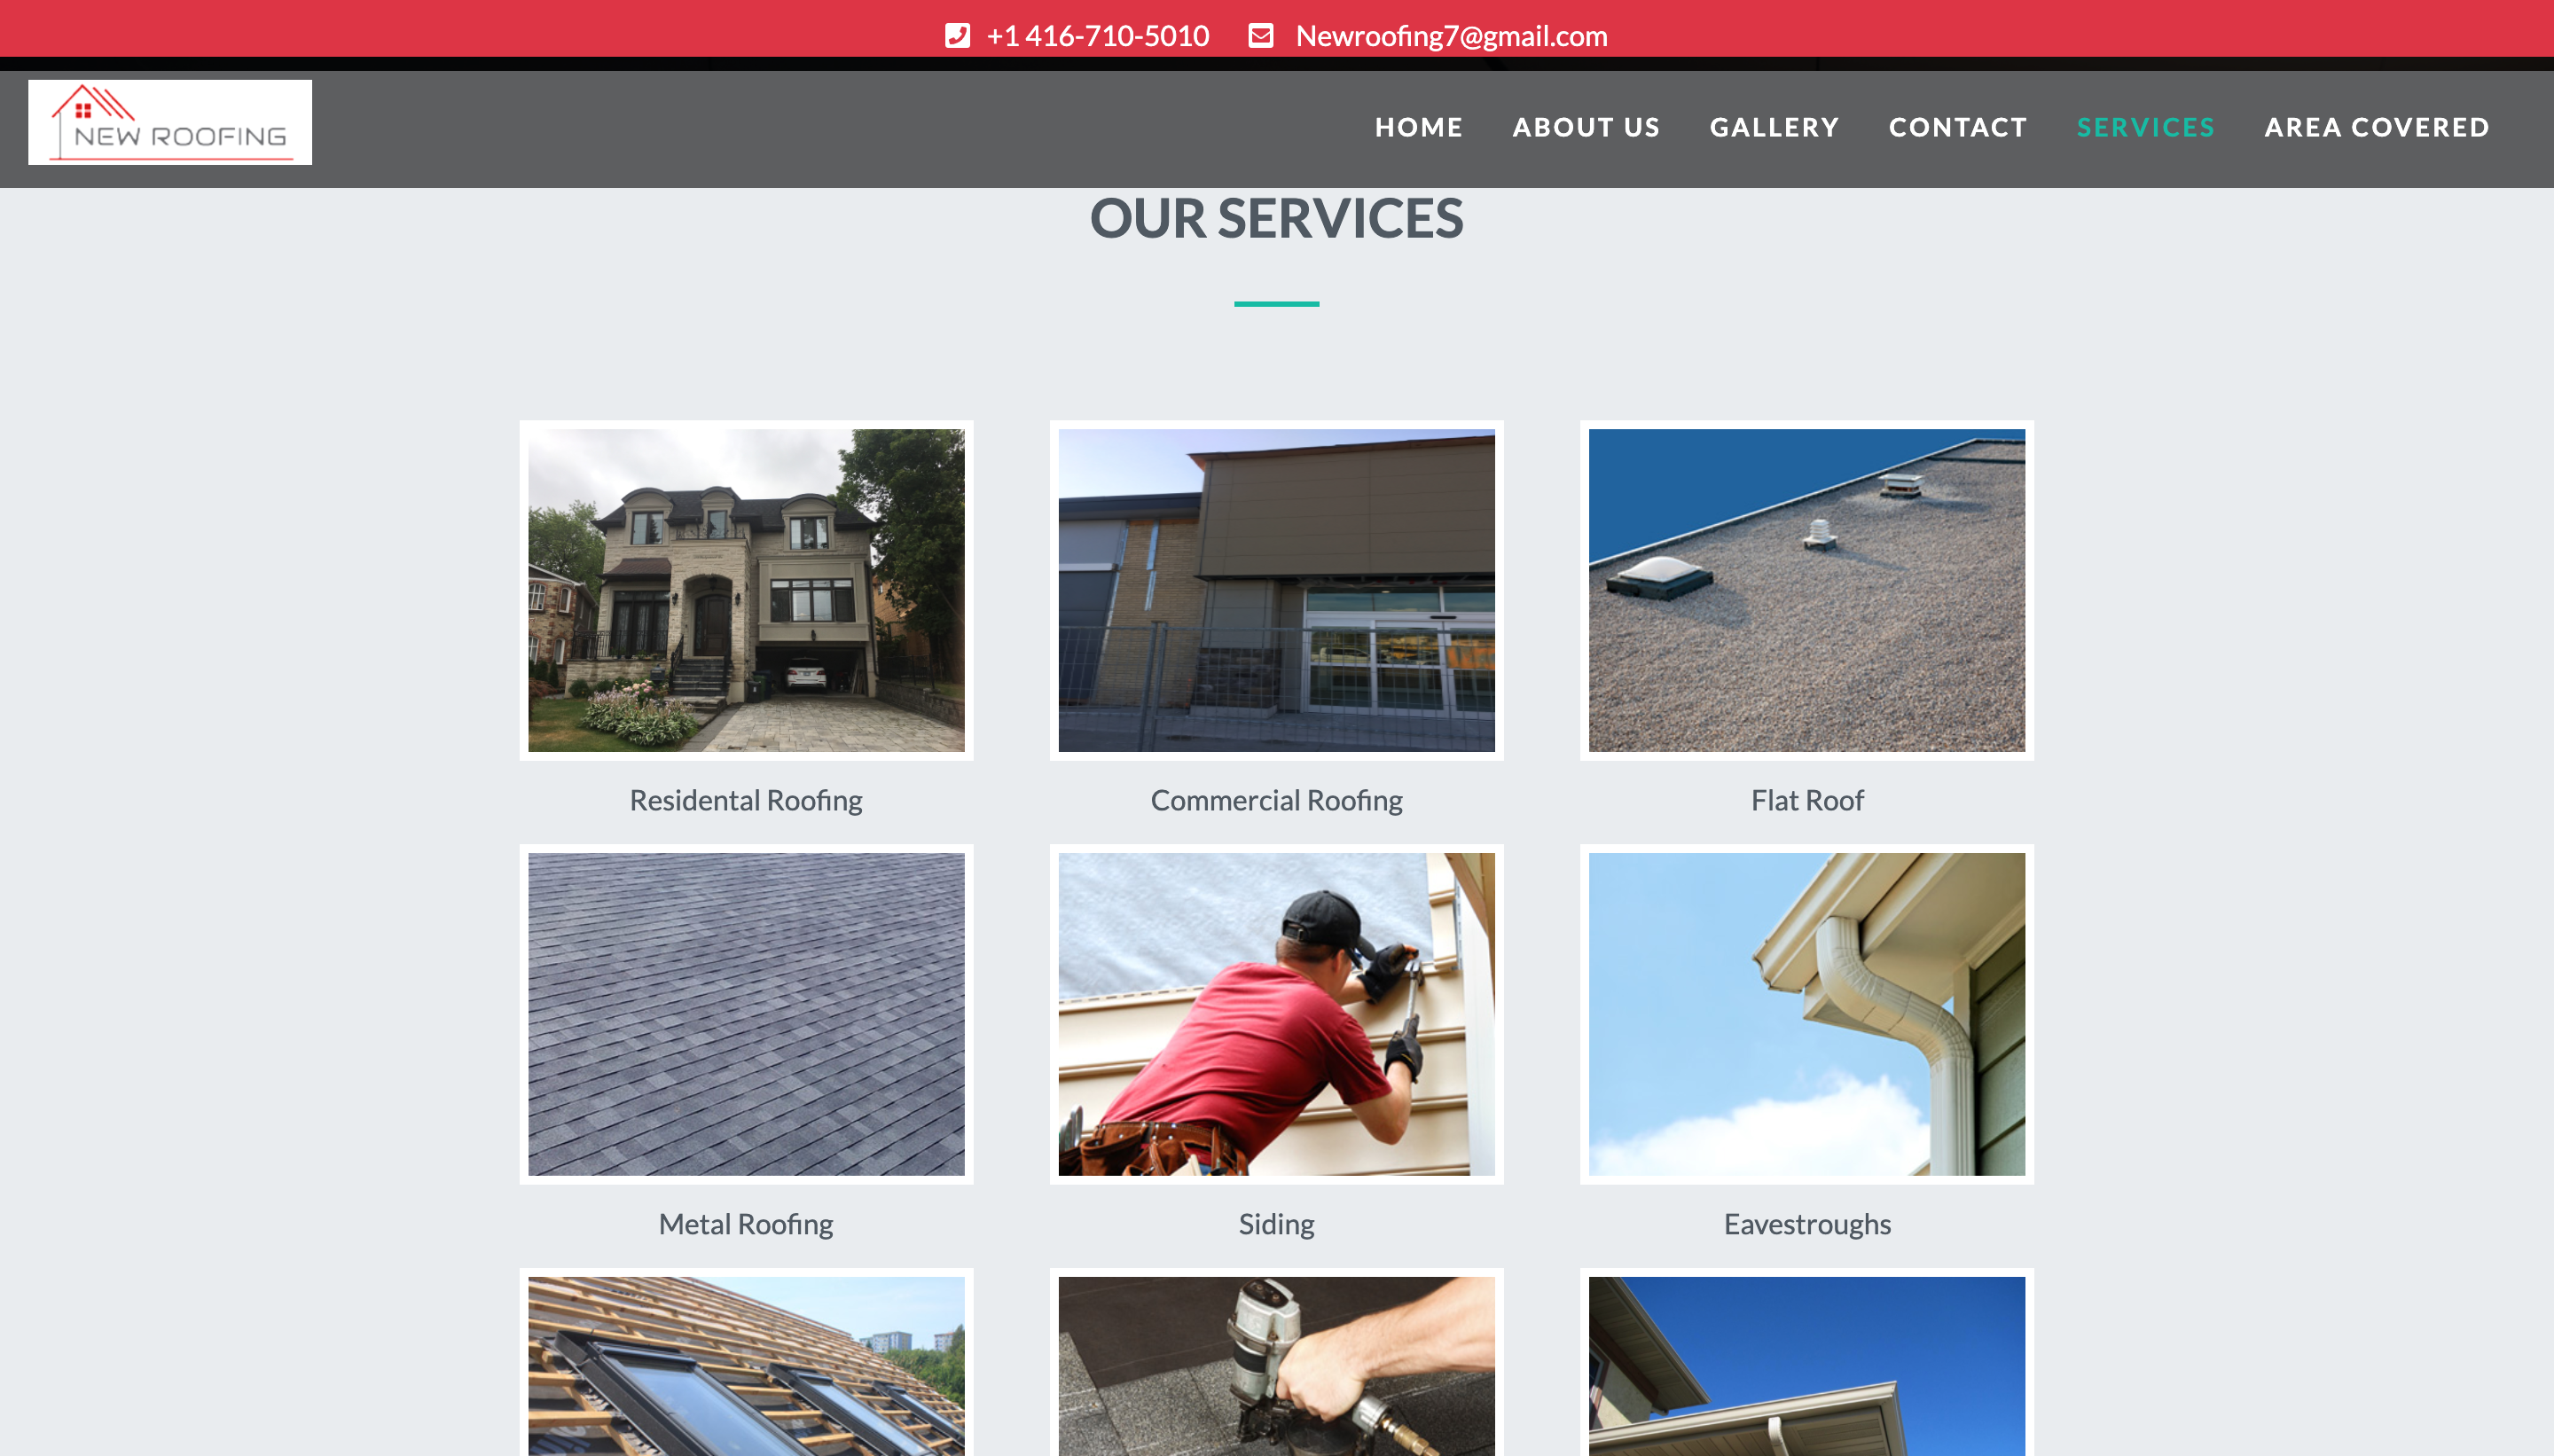 +1 416-710-5010 Newroofing7@gmail.com
NEW ROOFING
HOME ABOUT US GALLERY CONTACT SERVICES AREA COVERED
OUR SERVICES
Residental Roofing Commercial Roofing Flat Roof
Metal Roofing Siding Eavestroughs